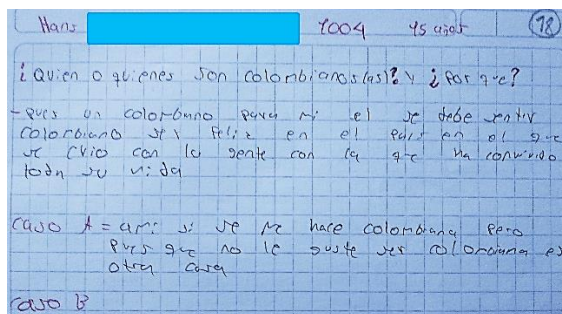 Hans 1004 15 años 18
¿Quien o quienes son colombianos(as)? y ¿por que?
- pues un colombiano para mi el se debe sentir
colombiano ser feliz en el pais en el que
se crio con la gente con la que ha convivido
toda su vida
caso A = a mi si se me hace colombiana pero
pues que no le guste ser colombiana es
otra cosa
caso B